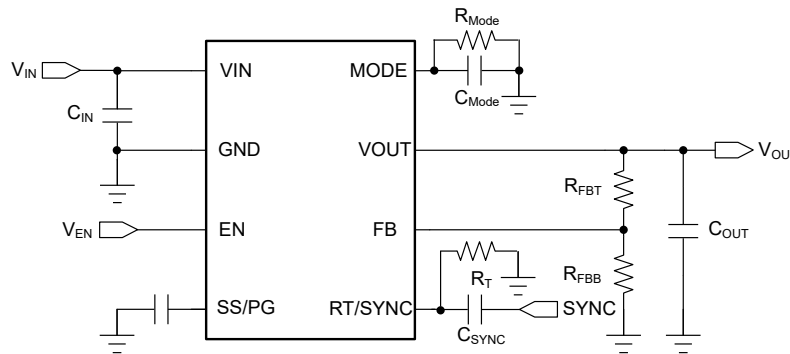 R_Mode
V_IN
VIN
MODE
C_Mode
C_IN
GND
VOUT
V_OU
R_FBT
V_EN
EN
FB
C_OUT
R_T
R_FBB
SS/PG
RT/SYNC
SYNC
C_SYNC